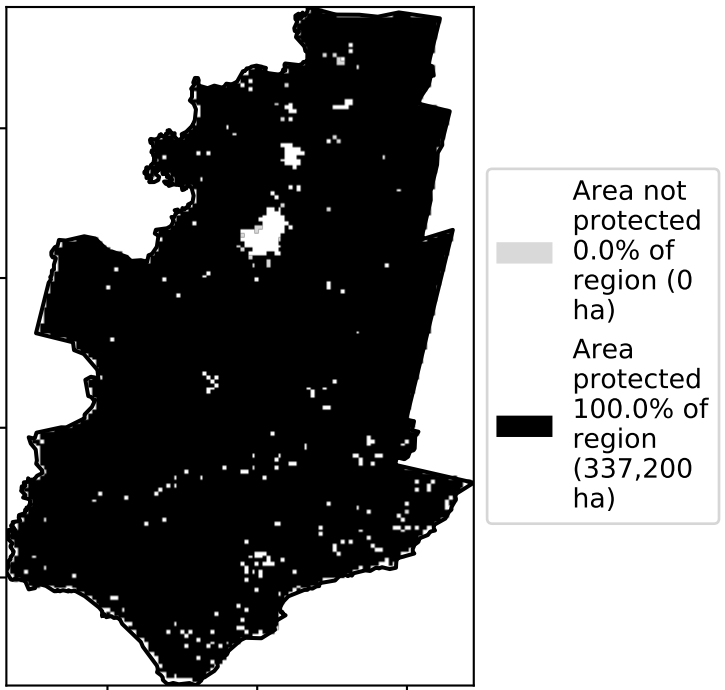 Area not
protected
0.0% of
region (0
ha)
Area
protected
100.0% of
region
(337,200
ha)